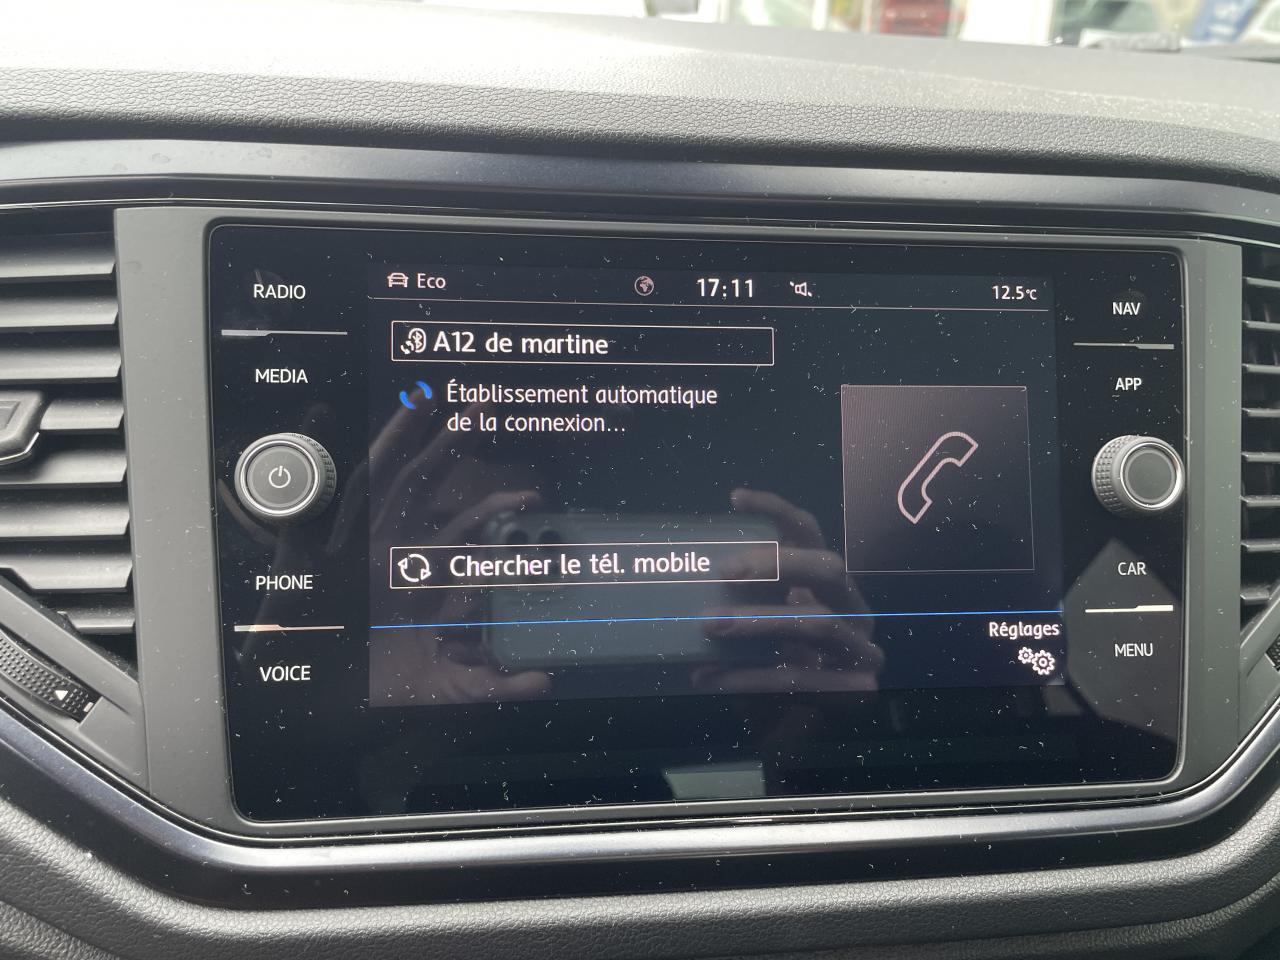 Eco 17:11 12.5°C
RADIO
MEDIA
PHONE
VOICE
A12 de martine
Établissement automatique
de la connexion...
Chercher le tél. mobile
Réglages
NAV
APP
CAR
MENU